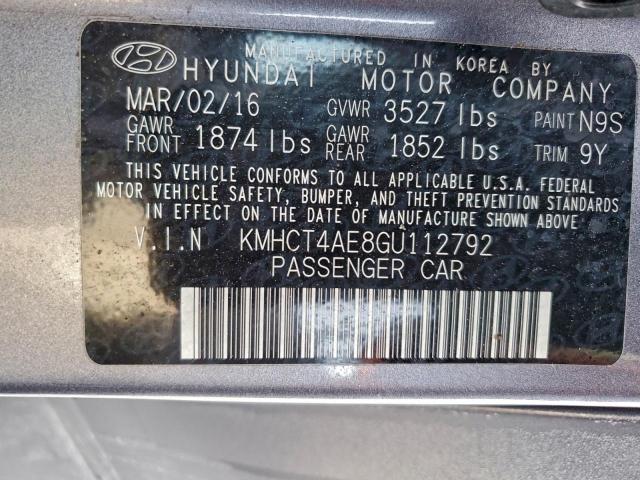 MANUFACTURED IN KOREA BY
HYUNDAI MOTOR COMPANY
MAR/02/16 GVWR 3527 lbs PAINT N9S
GAWR FRONT 1874 lbs GAWR REAR 1852 lbs TRIM 9Y
THIS VEHICLE CONFORMS TO ALL APPLICABLE U.S.A. FEDERAL
MOTOR VEHICLE SAFETY, BUMPER, AND THEFT PREVENTION STANDARDS
IN EFFECT ON THE DATE OF MANUFACTURE SHOWN ABOVE
V.I.N KMHCT4AE8GU112792
PASSENGER CAR